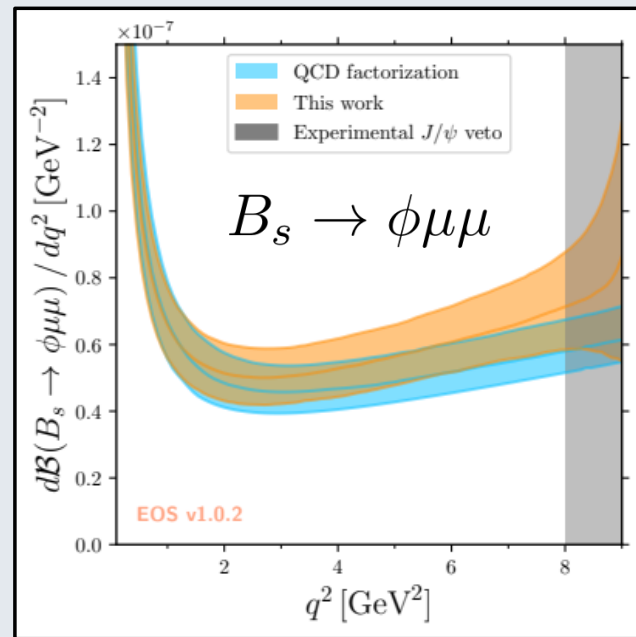 ×10⁻⁷
QCD factorization
This work
Experimental J/ψ veto
B_s → ϕμμ
dB(B_s → ϕμμ) / dq² [GeV⁻²]
1.4
1.2
1.0
0.8
0.6
0.4
0.2
0.0
EOS v1.0.2
2 4 6 8
q² [GeV²]